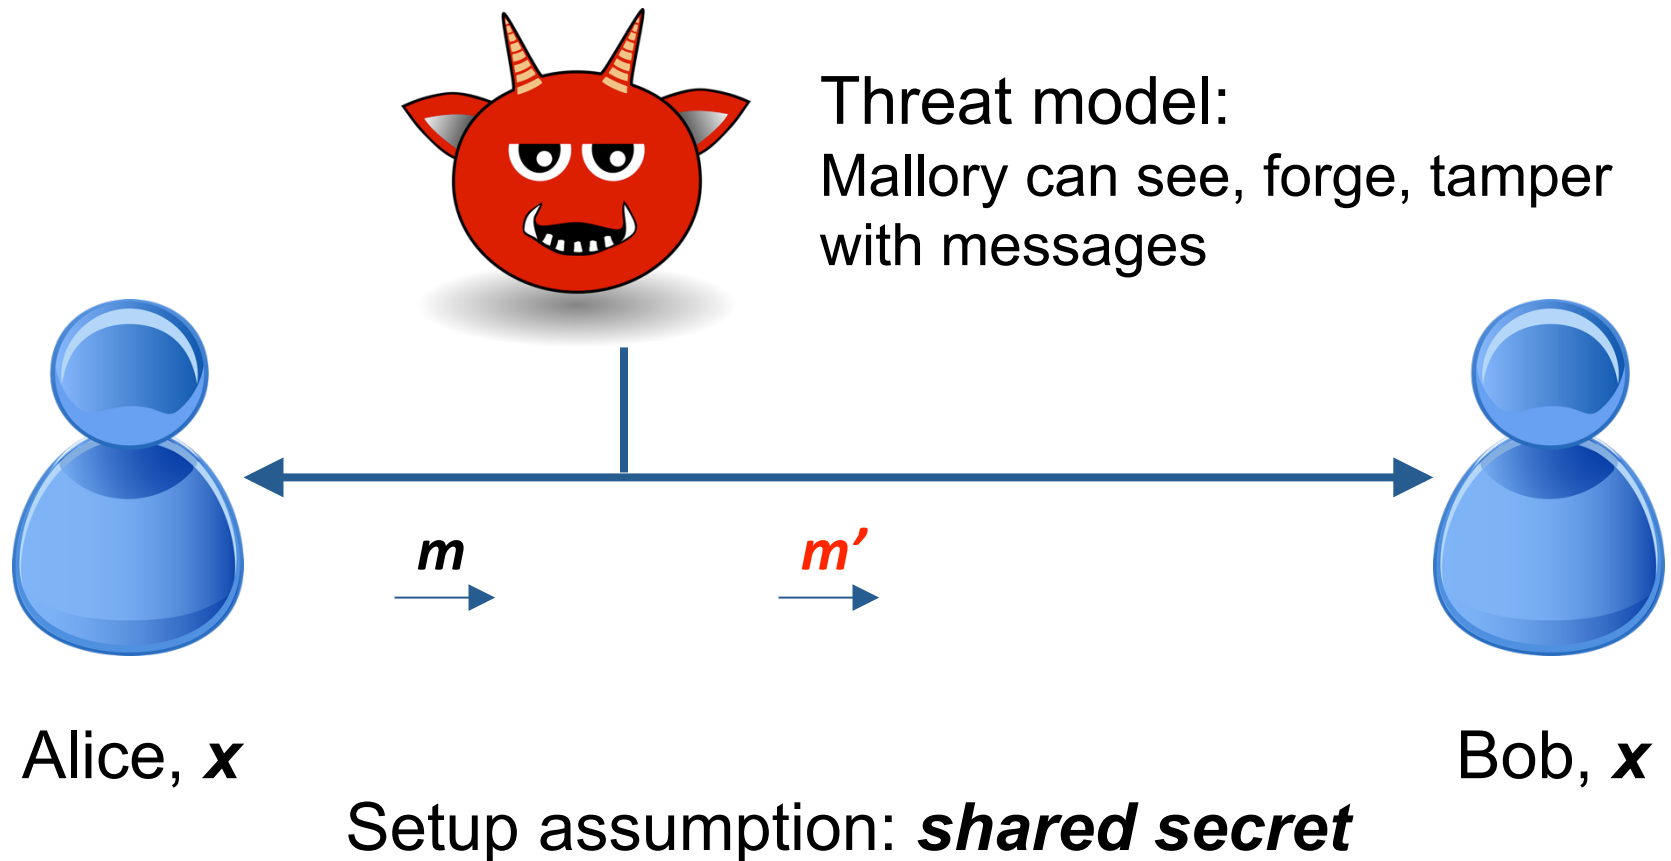 Threat model:
Mallory can see, forge, tamper
with messages
m
m’
Alice, x
Bob, x
Setup assumption: shared secret